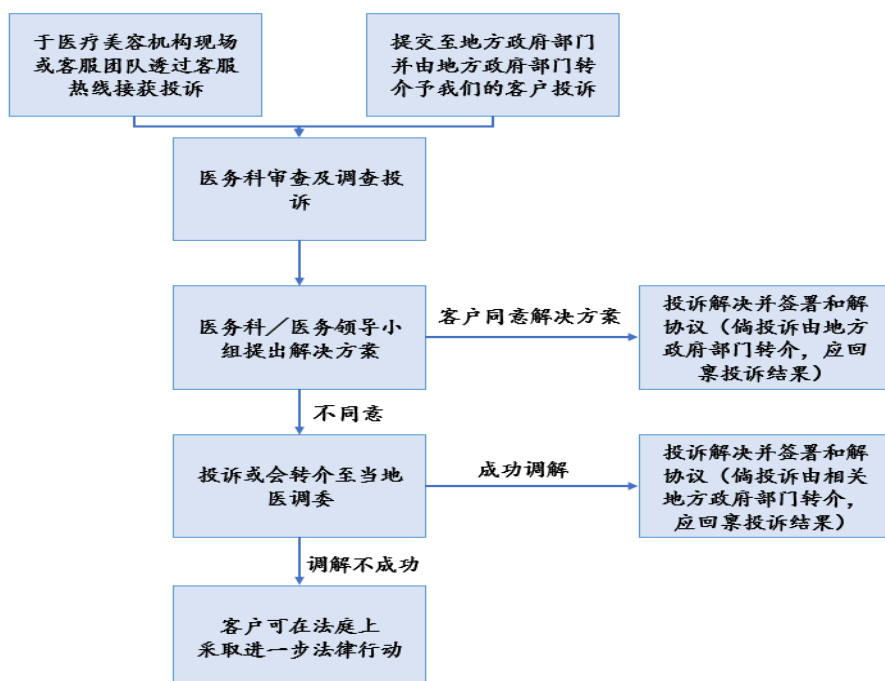 于医疗美容机构现场
或客服团队透过客服
热线接获投诉
提交至地方政府部门
并由地方政府部门转
介予我们的客户投诉
医务科审查及调查投
诉
医务科／医务领导小
组提出解决方案
客户同意解决方案
投诉解决并签署和解
协议（倘投诉由地方
政府部门转介，应回
禀投诉结果）
不同意
投诉或会转介至当地
医调委
成功调解
投诉解决并签署和解
协议（倘投诉由相关
地方政府部门转介，
应回禀投诉结果）
调解不成功
客户可在法庭上
采取进一步法律行动